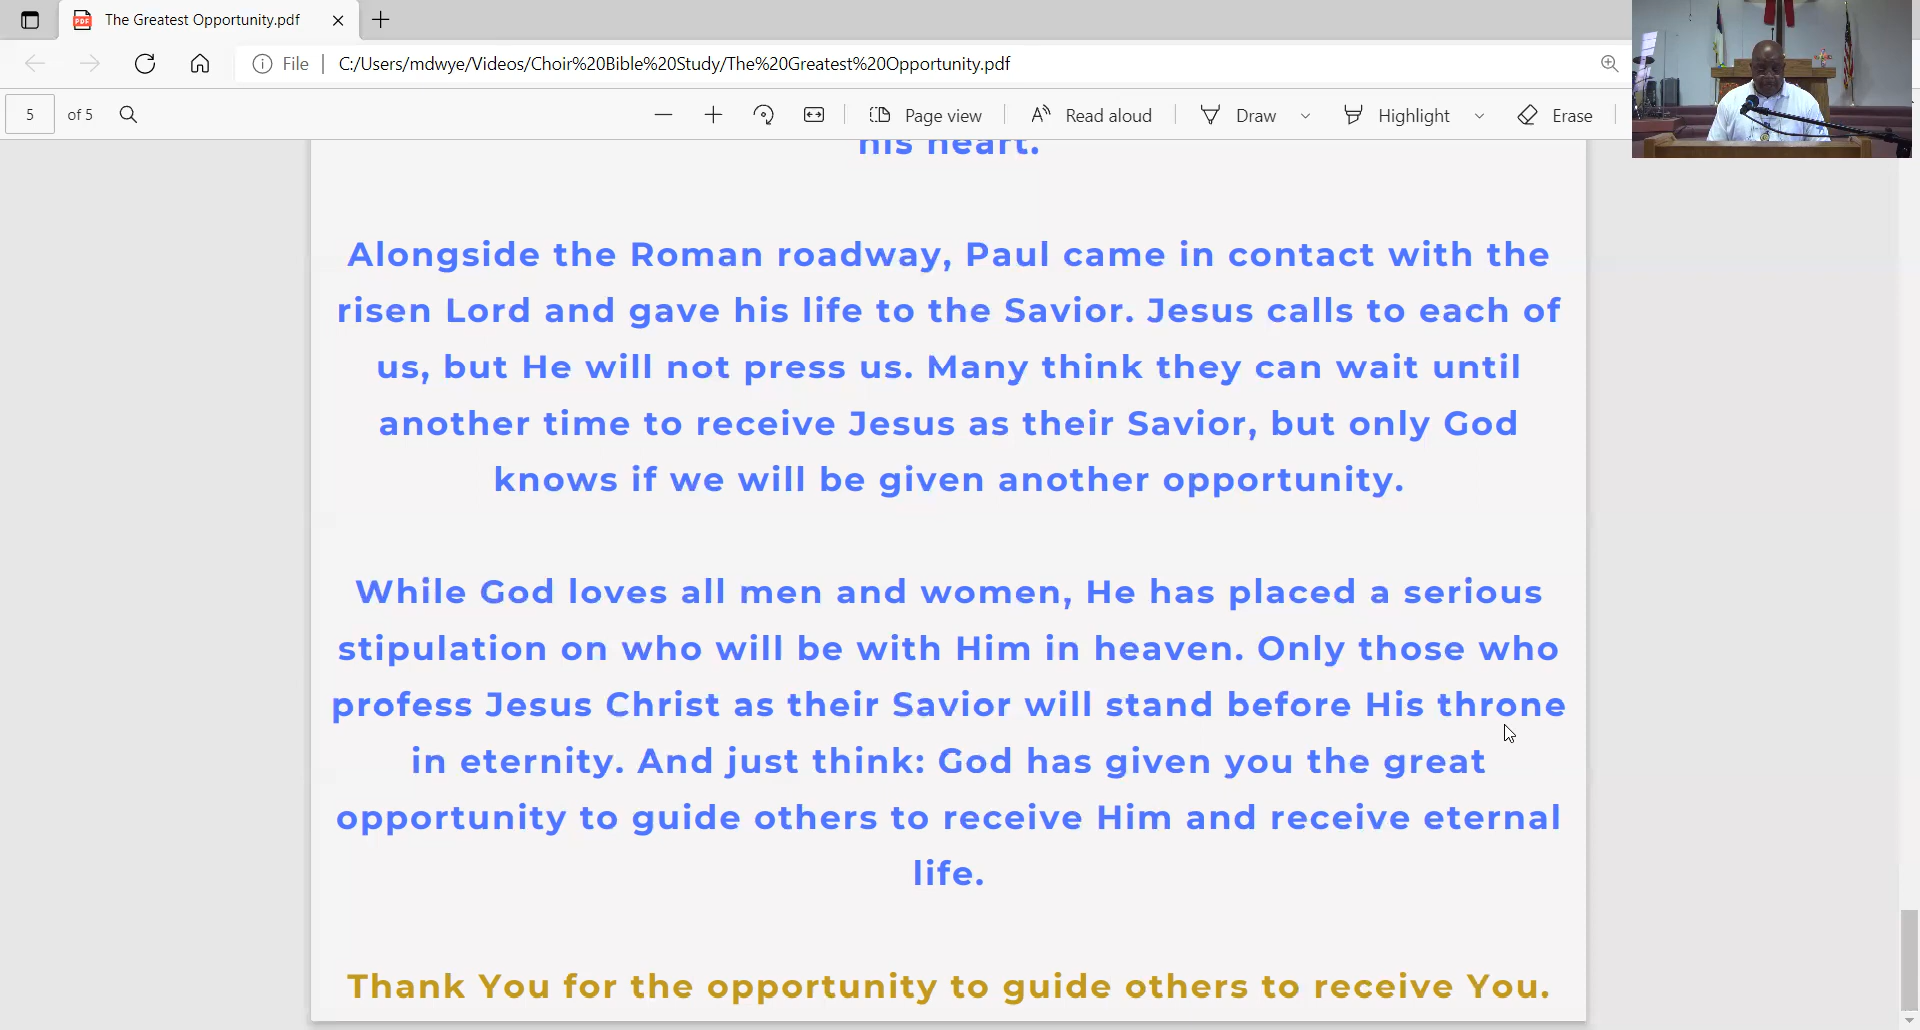 The Greatest Opportunity.pdf
File
C:/Users/mdwye/Videos/Choir%20Bible%20Study/The%20Greatest%20Opportunity.pdf
5 of 5
Page view
Read aloud
Draw
Highlight
Erase
his heart.
Alongside the Roman roadway, Paul came in contact with the
risen Lord and gave his life to the Savior. Jesus calls to each of
us, but He will not press us. Many think they can wait until
another time to receive Jesus as their Savior, but only God
knows if we will be given another opportunity.
While God loves all men and women, He has placed a serious
stipulation on who will be with Him in heaven. Only those who
profess Jesus Christ as their Savior will stand before His throne
in eternity. And just think: God has given you the great
opportunity to guide others to receive Him and receive eternal
life.
Thank You for the opportunity to guide others to receive You.